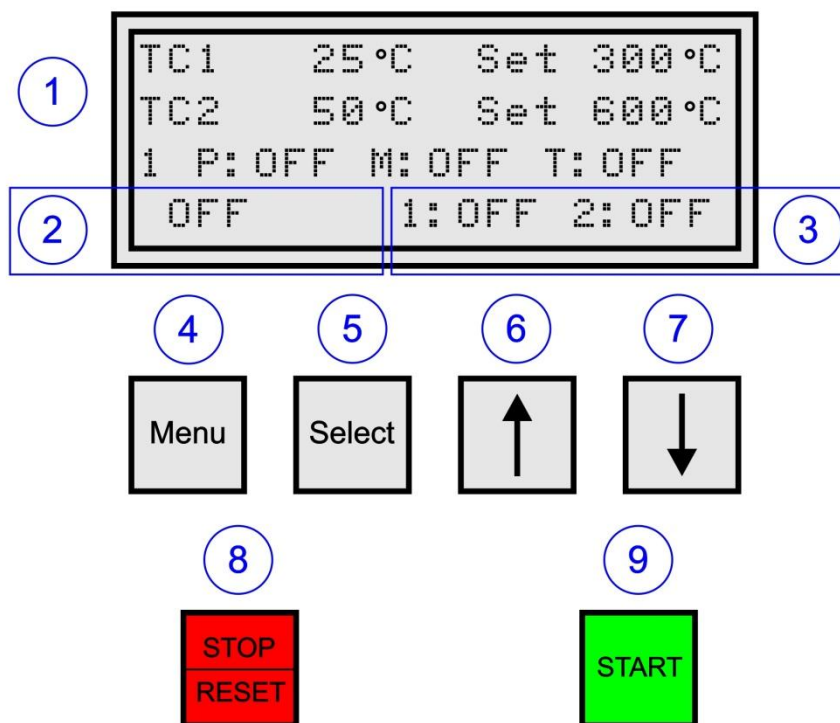 1
TC1 25°C Set 300°C
TC2 50°C Set 600°C
1 P:OFF M:OFF T:OFF
2
OFF 1:OFF 2:OFF
3
4 5 6 7
Menu Select ↑ ↓
8 9
STOP
RESET
START